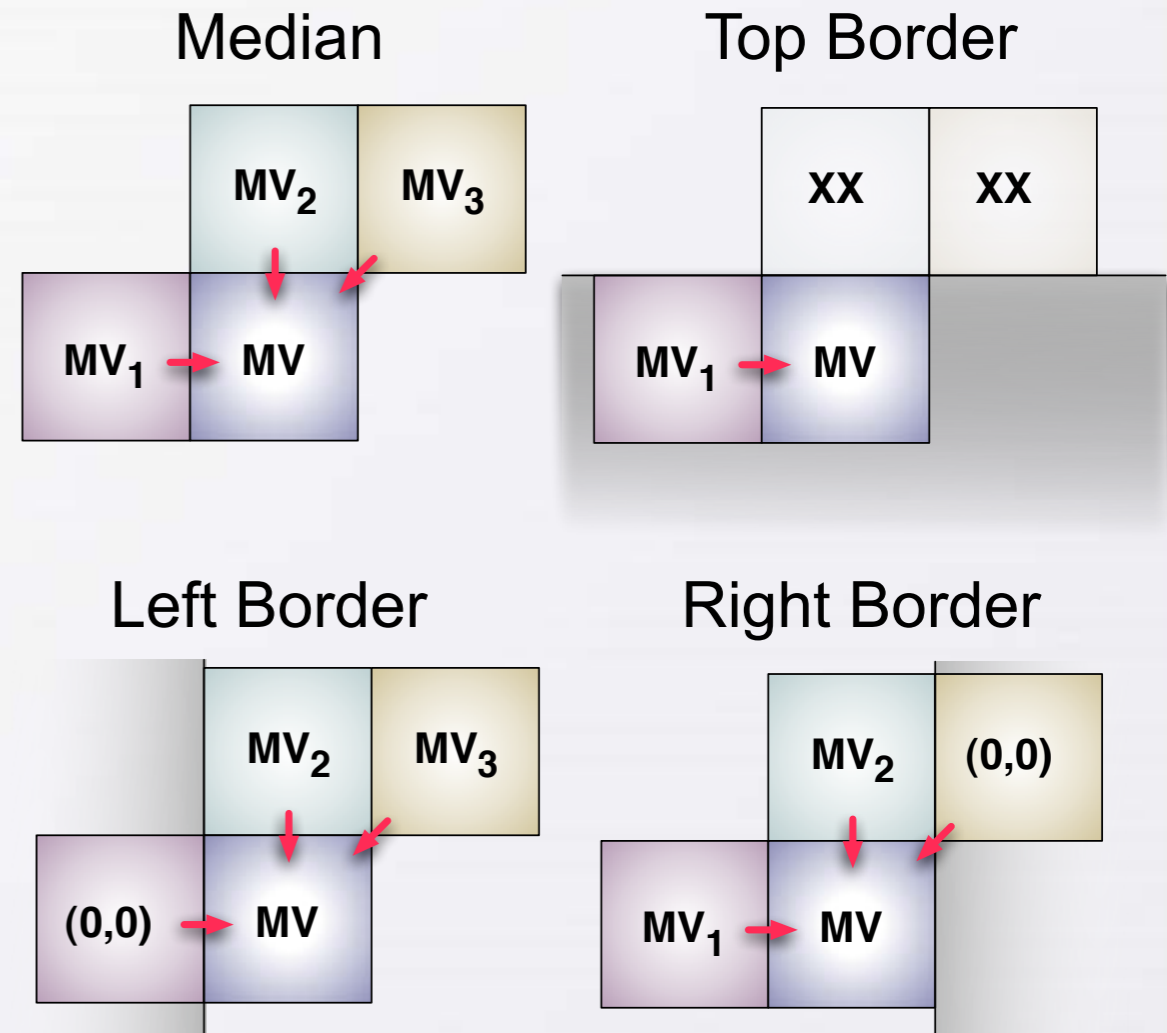 Median
MV₂ MV₃
MV₁ MV
Top Border
XX XX
MV₁ MV
Left Border
MV₂ MV₃
(0,0) MV
Right Border
MV₂ (0,0)
MV₁ MV